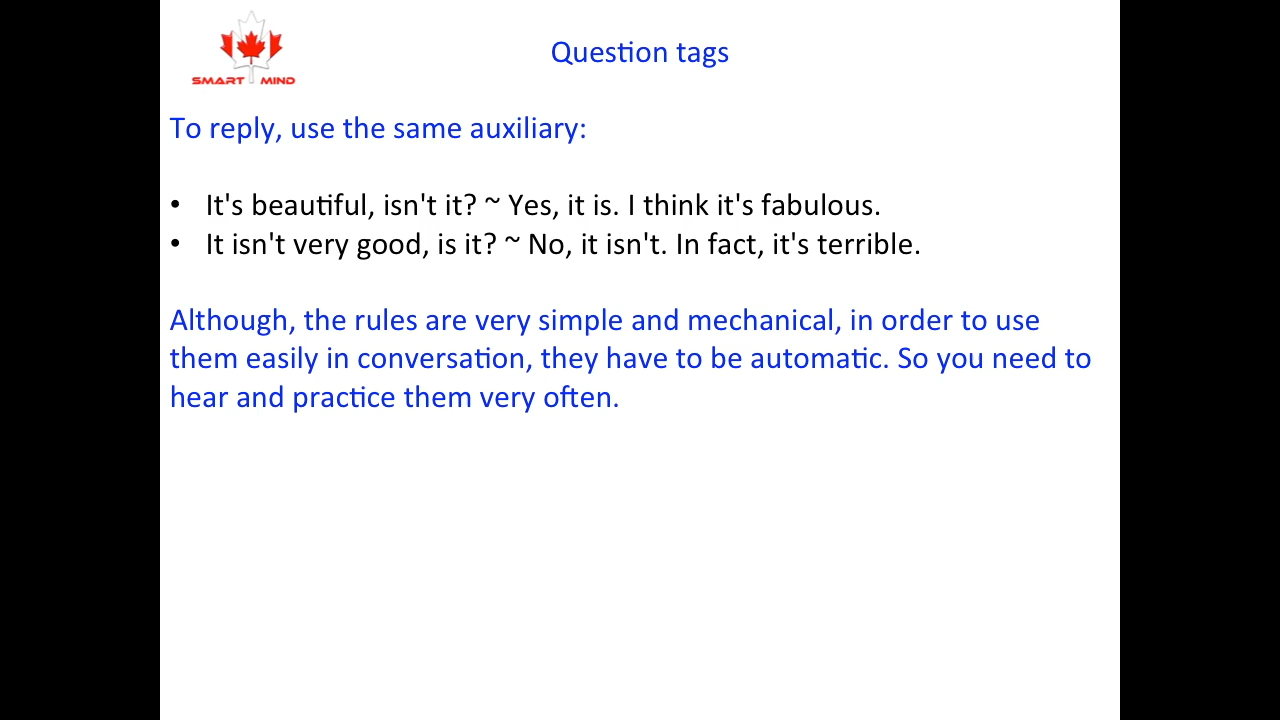 SMART MIND
Question tags
To reply, use the same auxiliary:
• It's beautiful, isn't it? ~ Yes, it is. I think it's fabulous.
• It isn't very good, is it? ~ No, it isn't. In fact, it's terrible.
Although, the rules are very simple and mechanical, in order to use
them easily in conversation, they have to be automatic. So you need to
hear and practice them very often.